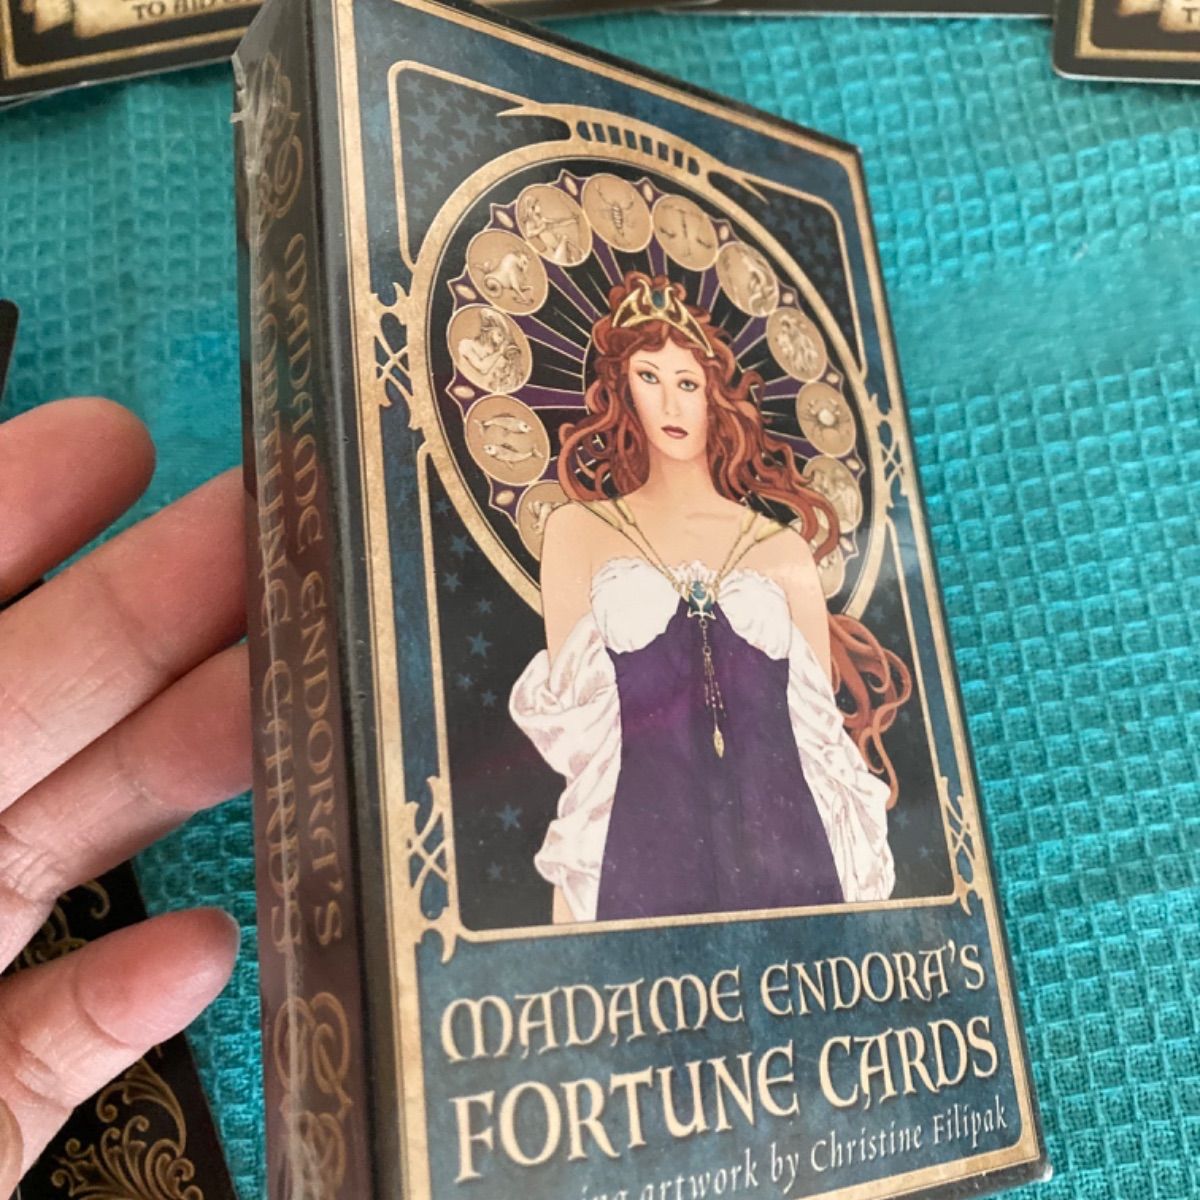 MADAME ENDORA'S
FORTUNE CARDS
MADAME ENDORA'S
FORTUNE CARDS
artwork by Christine Filipak